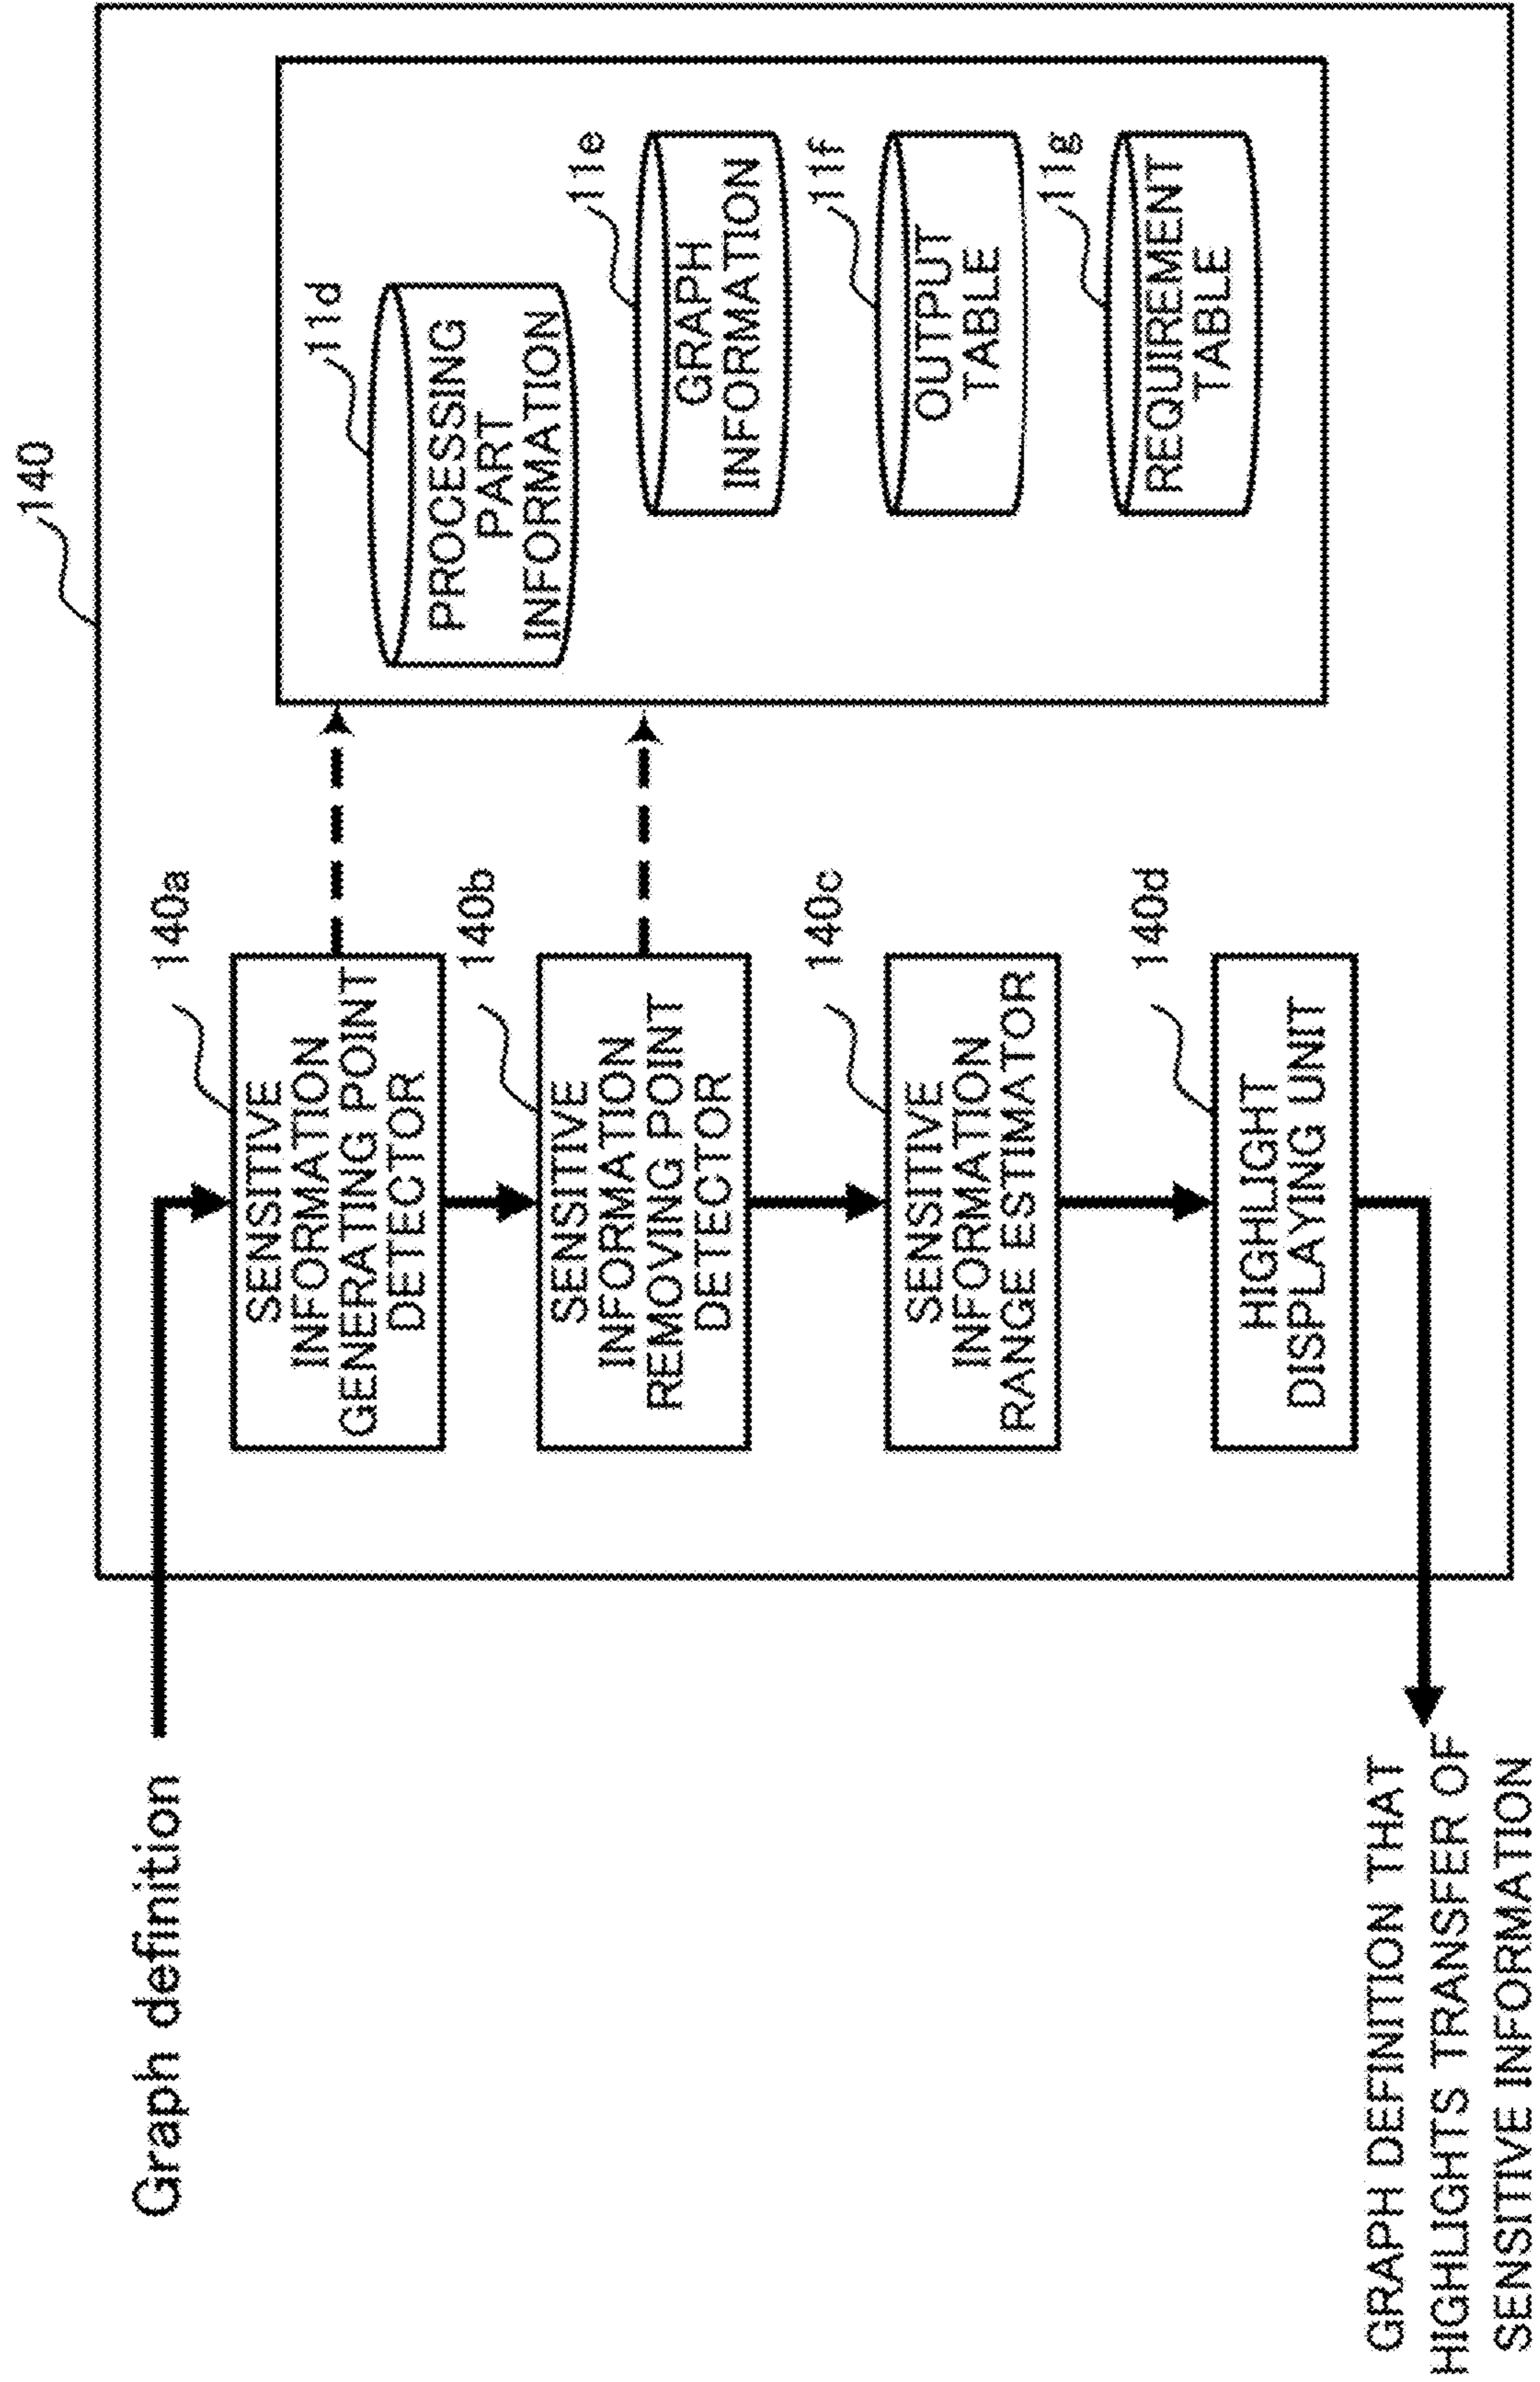 140
Graph definition
140a
SENSITIVE
INFORMATION
GENERATING POINT
DETECTOR
140b
SENSITIVE
INFORMATION
REMOVING POINT
DETECTOR
140c
SENSITIVE
INFORMATION
RANGE ESTIMATOR
140d
HIGHLIGHT
DISPLAYING UNIT
11d
PROCESSING
PART
INFORMATION
11e
GRAPH
INFORMATION
11f
OUTPUT
TABLE
11g
REQUIREMENT
TABLE
GRAPH DEFINITION THAT
HIGHLIGHTS TRANSFER OF
SENSITIVE INFORMATION